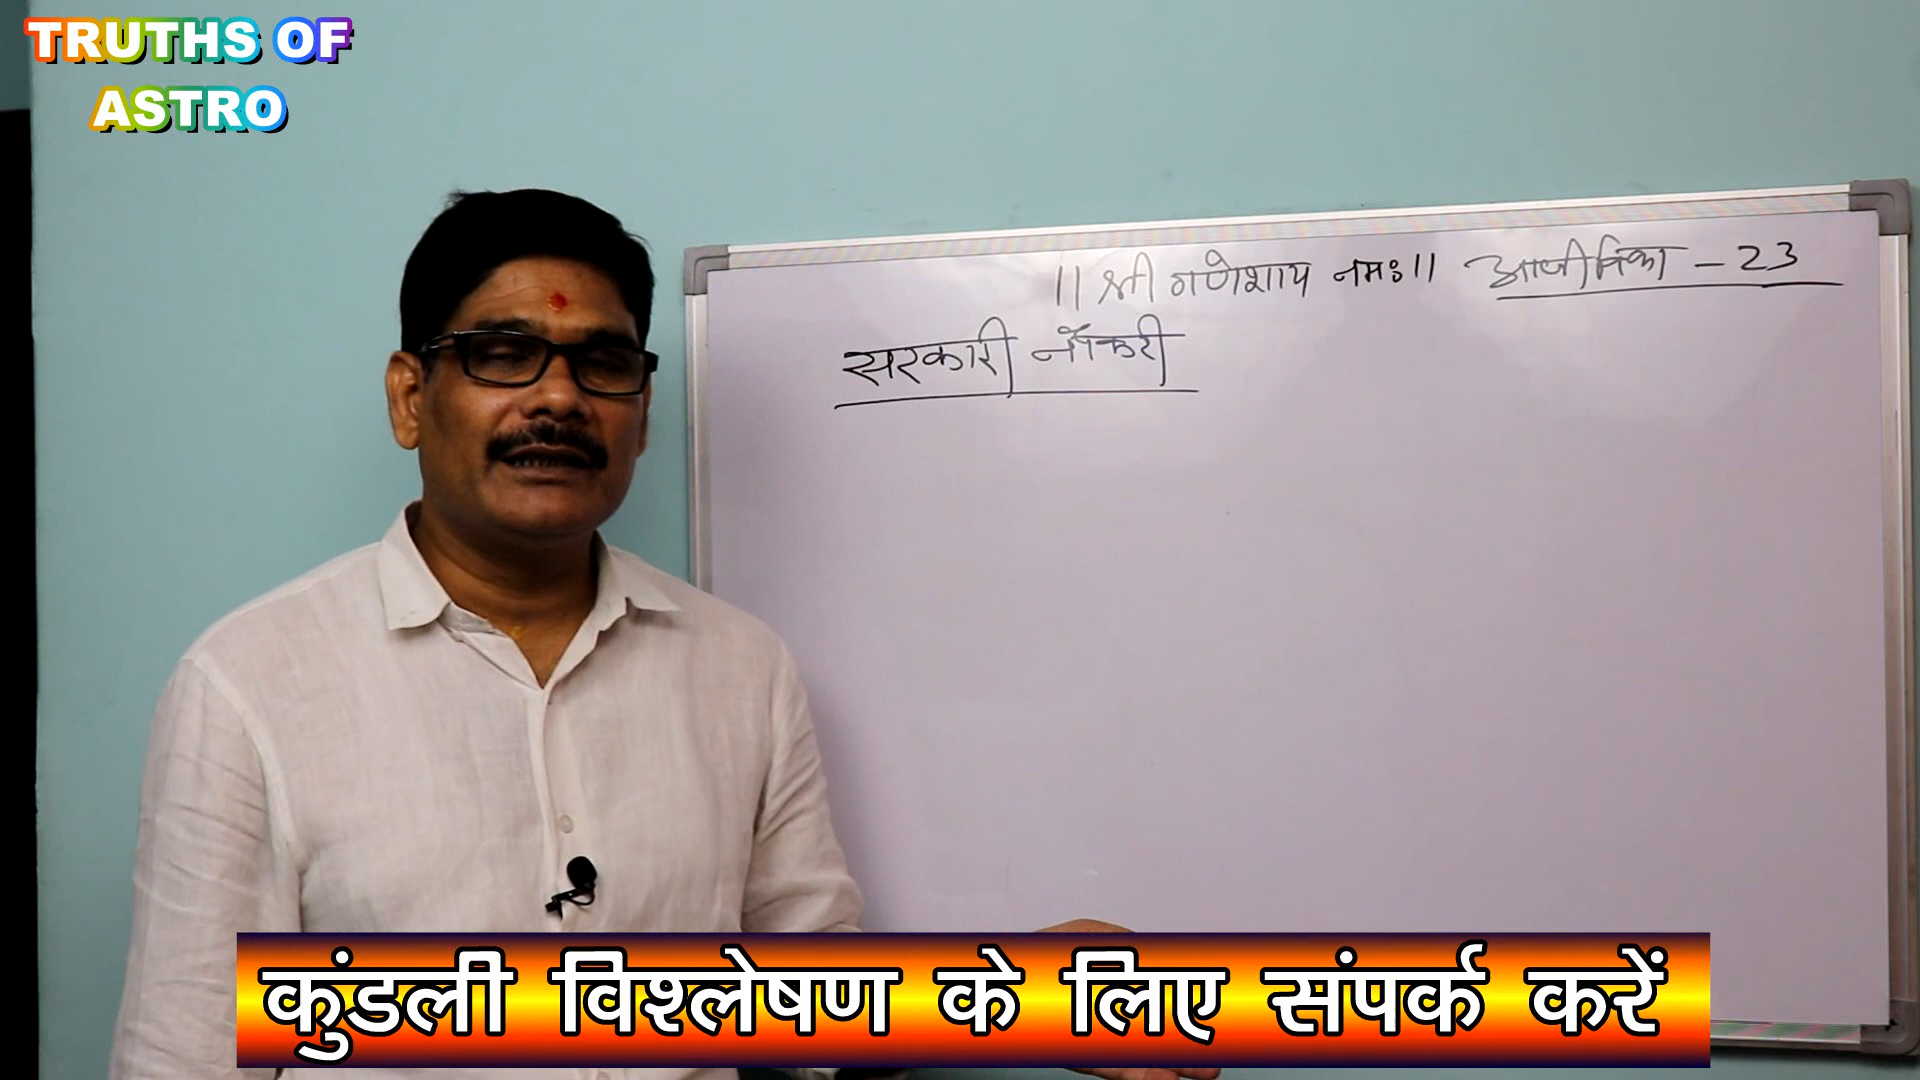 TRUTHS OF
ASTRO
|| श्री गणेशाय नमः || आजीविका - 23
सरकारी नौकरी
कुंडली विश्लेषण के लिए संपर्क करें